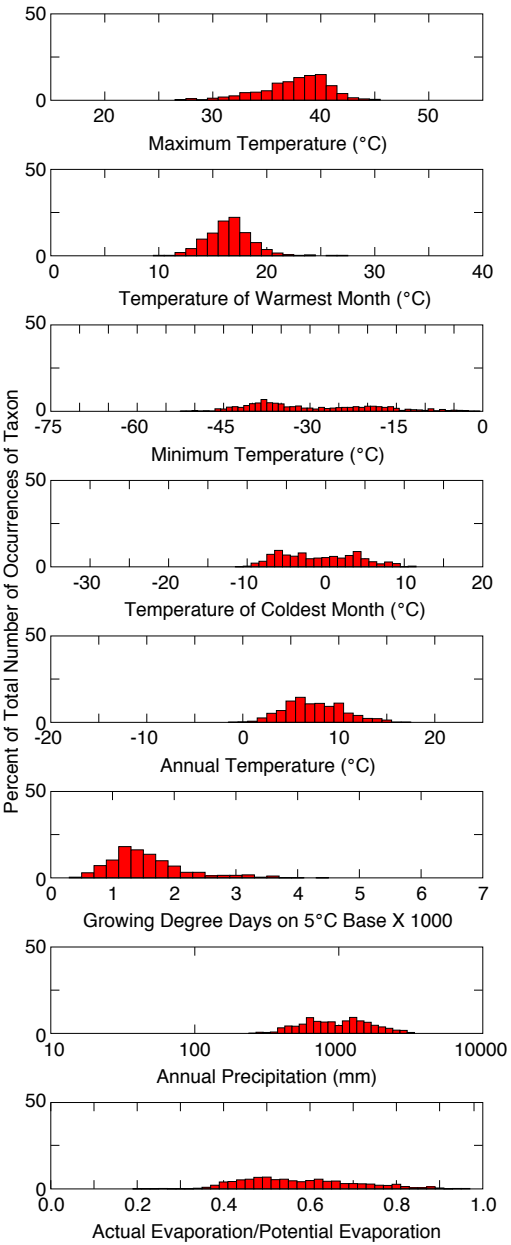 Percent of Total Number of Occurrences of Taxon
50
0
20 30 40 50
Maximum Temperature (°C)
50
0
0 10 20 30 40
Temperature of Warmest Month (°C)
50
0
-75 -60 -45 -30 -15 0
Minimum Temperature (°C)
50
0
-30 -20 -10 0 10 20
Temperature of Coldest Month (°C)
50
0
-20 -10 0 10 20
Annual Temperature (°C)
50
0
0 1 2 3 4 5 6 7
Growing Degree Days on 5°C Base X 1000
50
0
10 100 1000 10000
Annual Precipitation (mm)
50
0
0.0 0.2 0.4 0.6 0.8 1.0
Actual Evaporation/Potential Evaporation